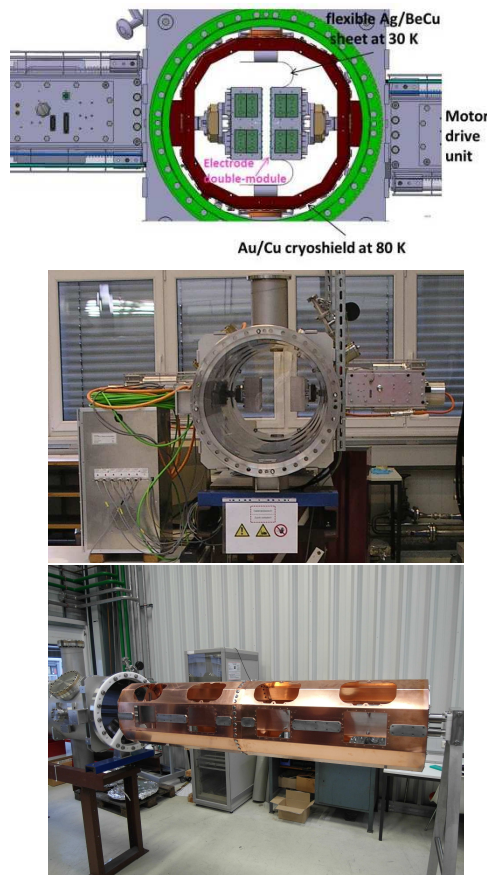 flexible Ag/BeCu
sheet at 30 K
Motor
drive
unit
Electrode
double-module
Au/Cu cryoshield at 80 K